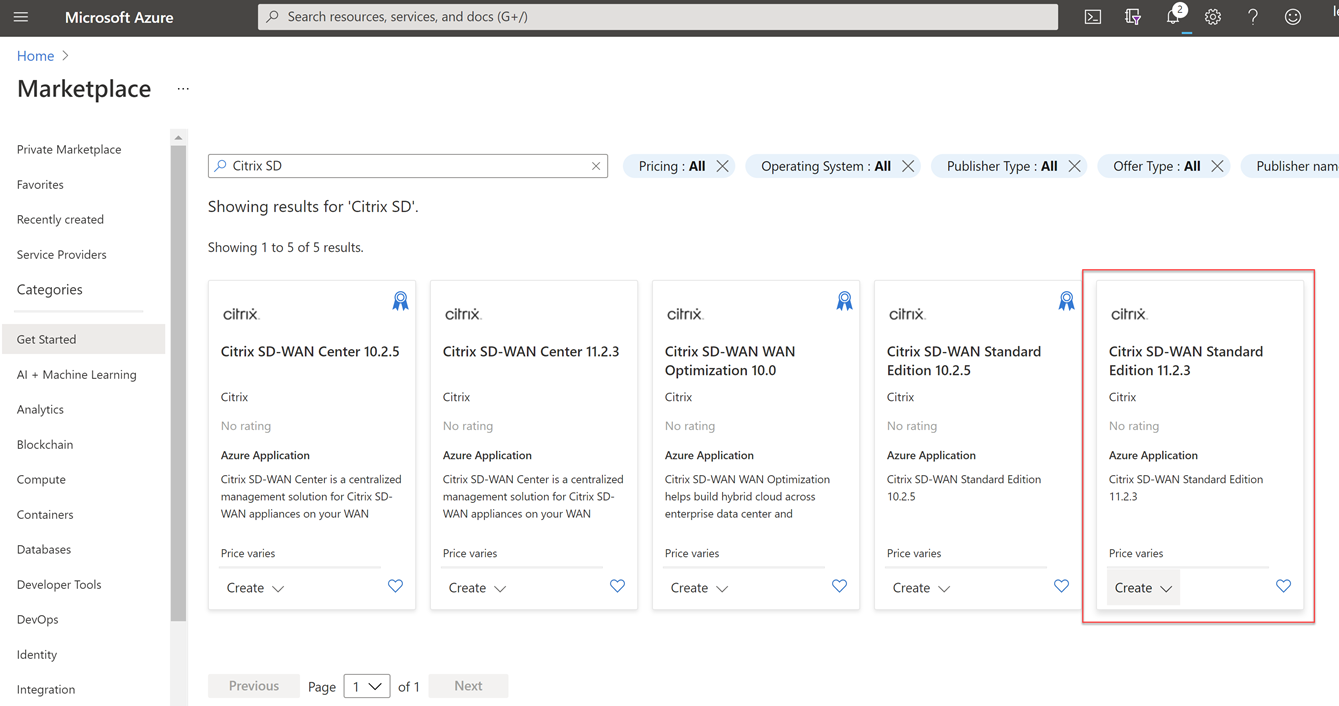 Microsoft Azure
Search resources, services, and docs (G+/)
2
Home
Marketplace
...
Private Marketplace
Favorites
Recently created
Service Providers
Categories
Get Started
AI + Machine Learning
Analytics
Blockchain
Compute
Containers
Databases
Developer Tools
DevOps
Identity
Integration
Citrix SD
Pricing : All
Operating System : All
Publisher Type : All
Offer Type : All
Publisher
Showing results for 'Citrix SD'.
Showing 1 to 5 of 5 results.
citrix.
Citrix SD-WAN Center 10.2.5
Citrix
No rating
Azure Application
Citrix SD-WAN Center is a centralized
management solution for Citrix SD-
WAN appliances on your WAN
Price varies
Create
citrix.
Citrix SD-WAN Center 11.2.3
Citrix
No rating
Azure Application
Citrix SD-WAN Center is a centralized
management solution for Citrix SD-
WAN appliances on your WAN
Price varies
Create
citrix.
Citrix SD-WAN WAN
Optimization 10.0
Citrix
No rating
Azure Application
Citrix SD-WAN WAN Optimization
helps build hybrid cloud across
enterprise data center and
Price varies
Create
citrix.
Citrix SD-WAN Standard
Edition 10.2.5
Citrix
No rating
Azure Application
Citrix SD-WAN Standard Edition
10.2.5
Price varies
Create
citrix.
Citrix SD-WAN Standard
Edition 11.2.3
Citrix
No rating
Azure Application
Citrix SD-WAN Standard Edition
11.2.3
Price varies
Create
Previous
Page 1 of 1
Next